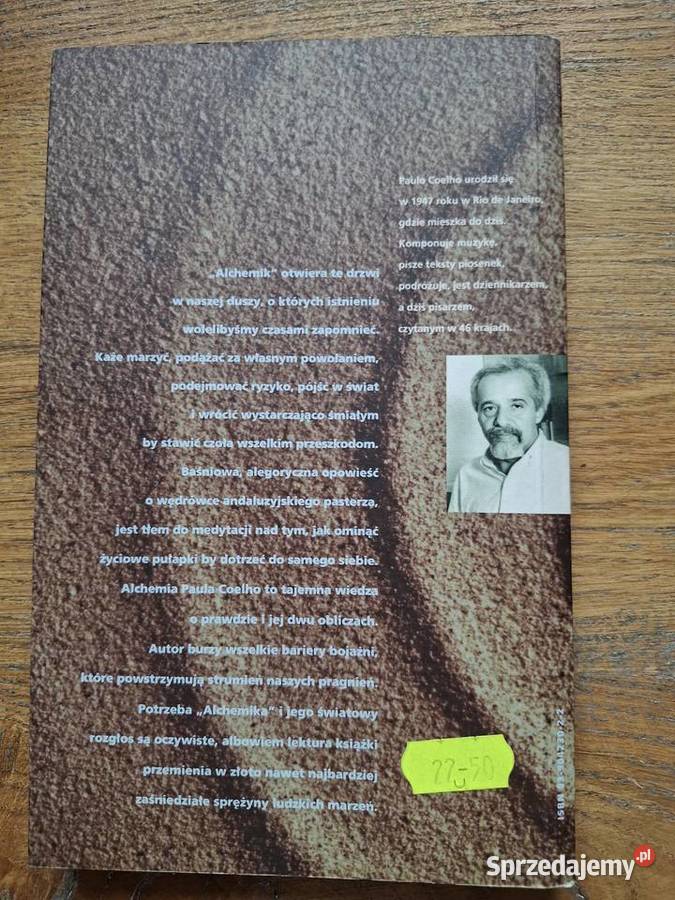 Paulo Coelho urodził się
w 1947 roku w Rio de Janeiro,
gdzie mieszka do dziś.
Komponuje muzykę,
pisze teksty piosenek,
podróżuje, jest dziennikarzem,
a dziś pisarzem,
czytanym w 46 krajach.
„Alchemik” otwiera te drzwi
w naszej duszy, o których istnieniu
wolelibyśmy czasami zapomnieć.
Każe marzyć, podążać za własnym powołaniem,
podejmować ryzyko, pójść w świat
i wrócić wystarczająco śmiałym
by stawić czoła wszelkim przeszkodom.
Baśniowa, alegoryczna opowieść
o wędrówce andaluzyjskiego pasterza,
jest tłem do medytacji nad tym, jak ominąć
życiowe pułapki by dotrzeć do samego siebie.
Alchemia Paula Coelho to tajemna wiedza
o prawdzie i jej dwu obliczach.
Autor burzy wszelkie bariery bojaźni,
które powstrzymują strumień naszych pragnień.
Potrzeba „Alchemika” i jego światowy
rozgłos są oczywiste, albowiem lektura książki
przemienia w złoto nawet najbardziej
zaśniedziałe sprężyny ludzkich marzeń.
22-50
ISBN
Sprzedajemy.pl